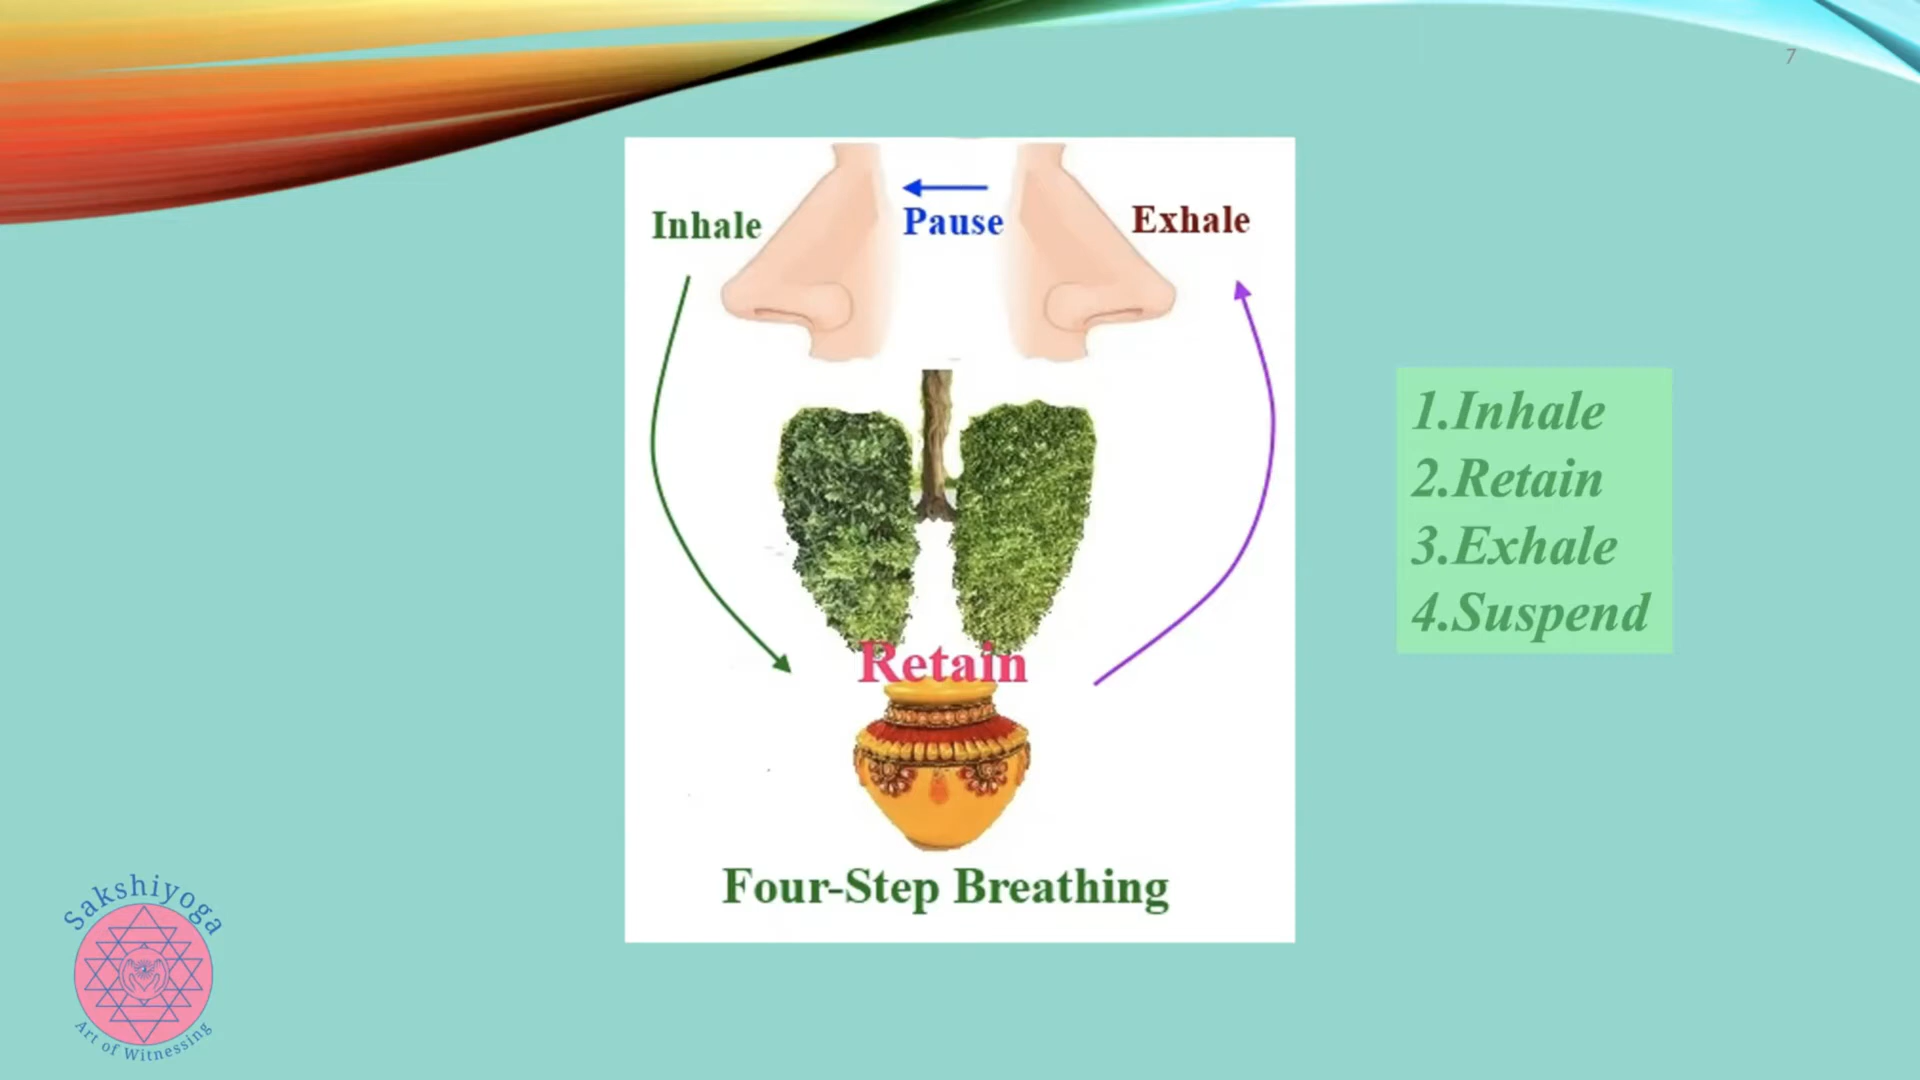 7
Inhale
Pause
Exhale
Retain
Four-Step Breathing
1.Inhale
2.Retain
3.Exhale
4.Suspend
Sakshiyoga
Art of Witnessing